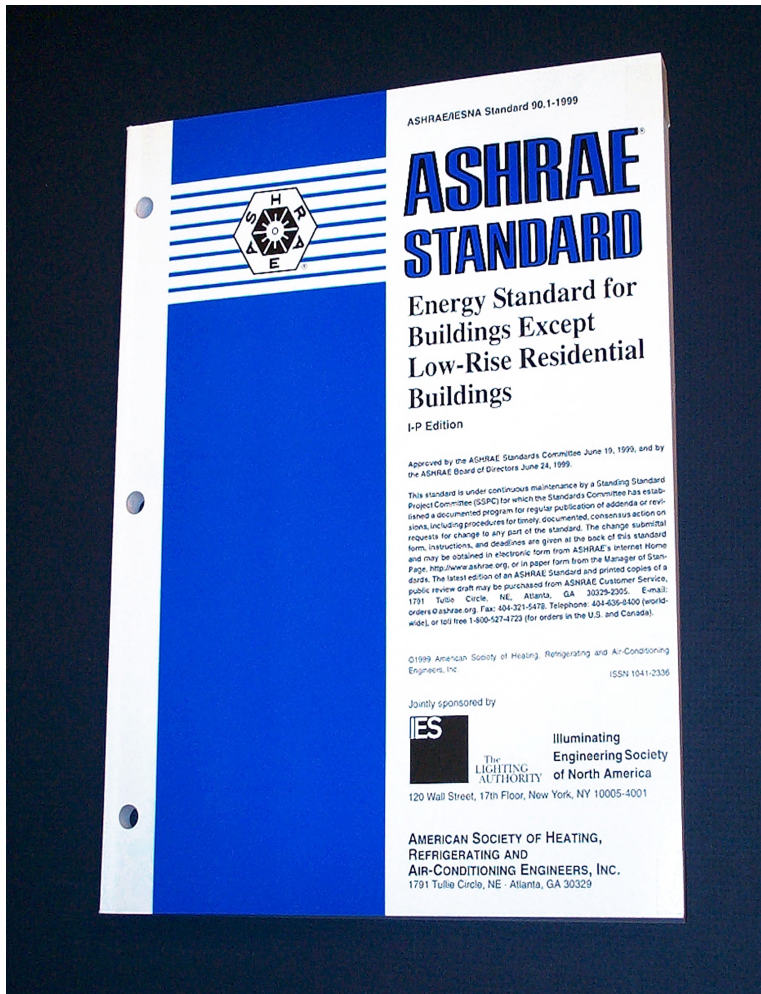 ASHRAE/IESNA Standard 90.1-1999
ASHRAE®
STANDARD
ASHRAE®
Energy Standard for
Buildings Except
Low-Rise Residential
Buildings
I-P Edition
Approved by the ASHRAE Standards Committee June 19, 1999, and by
the ASHRAE Board of Directors June 24, 1999.
This standard is under continuous maintenance by a Standing Standard
Project Committee (SSPC) for which the Standards Committee has estab-
lished a documented program for regular publication of addenda or revi-
sions, including procedures for timely, documented, consensus action on
requests for change to any part of the standard. The change submittal
form, instructions, and deadlines are given at the back of this standard
and may be obtained in electronic form from ASHRAE's Internet Home
Page, http://www.ashrae.org, or in paper form from the Manager of Stan-
dards. The latest edition of an ASHRAE Standard and printed copies of a
public review draft may be purchased from ASHRAE Customer Service,
1791 Tullie Circle, NE, Atlanta, GA 30329-2305. E-mail:
orders@ashrae.org. Fax: 404-321-5478. Telephone: 404-636-8400 (world-
wide), or toll free 1-800-527-4723 (for orders in the U.S. and Canada).
©1999 American Society of Heating, Refrigerating and Air-Conditioning
Engineers, Inc.
ISSN 1041-2336
Jointly sponsored by
IES
The
LIGHTING
AUTHORITY
Illuminating
Engineering Society
of North America
120 Wall Street, 17th Floor, New York, NY 10005-4001
AMERICAN SOCIETY OF HEATING,
REFRIGERATING AND
AIR-CONDITIONING ENGINEERS, INC.
1791 Tullie Circle, NE · Atlanta, GA 30329